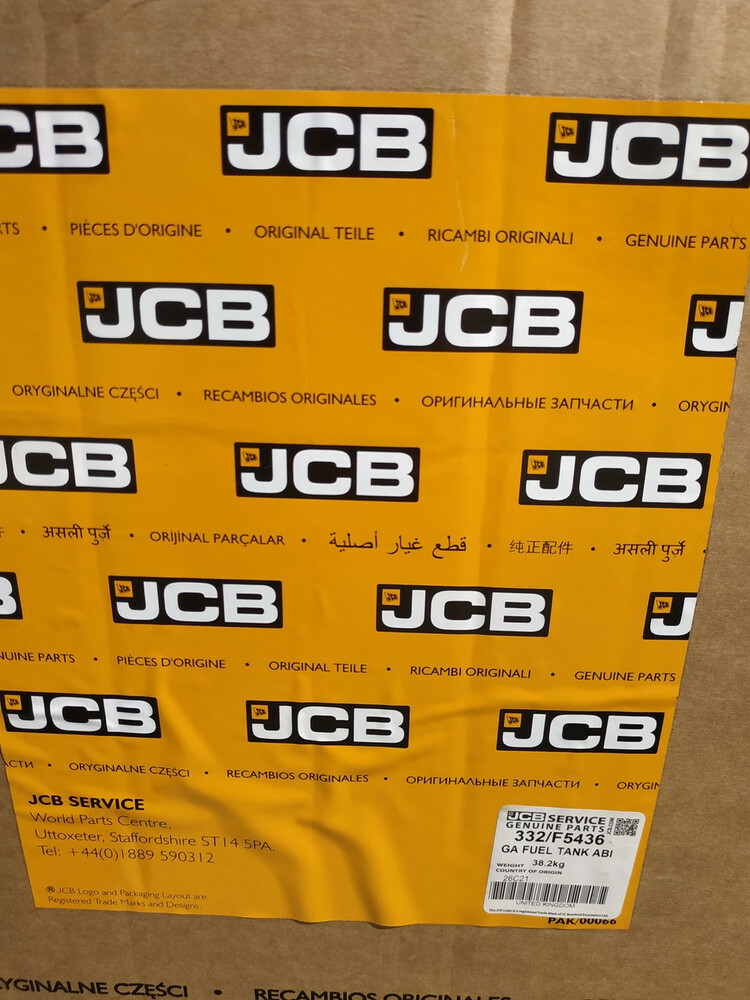 JCB JCB JCB
PIÈCES D'ORIGINE • ORIGINAL TEILE • RICAMBI ORIGINALI • GENUINE PARTS
JCB JCB
ORYGINALNE CZĘŚCI • RECAMBIOS ORIGINALES • ОРИГИНАЛЬНЫЕ ЗАПЧАСТИ •
JCB JCB JCB
• असली पुर्ज़े • ORİJİNAL PARÇALAR • قطع غيار أصلية • 纯正配件 • असली पुर्ज़े
JCB JCB
• PIÈCES D'ORIGINE • ORIGINAL TEILE • RICAMBI ORIGINALI • GENUINE PARTS
JCB JCB JCB
• ORYGINALNE CZĘŚCI • RECAMBIOS ORIGINALES • ОРИГИНАЛЬНЫЕ ЗАПЧАСТИ •
JCB SERVICE
World Parts Centre,
Uttoxeter, Staffordshire ST14 5PA.
Tel: +44(0)1889 590312
® JCB Logo and Packaging Layout are
Registered Trade Marks and Designs.
JCB SERVICE
GENUINE PARTS
332/F5436
GA FUEL TANK ABI
WEIGHT 38.2kg
COUNTRY OF ORIGIN
26C21
UNITED KINGDOM
PAK/00066
CZĘŚCI • RECAMBIOS ORIGINALES